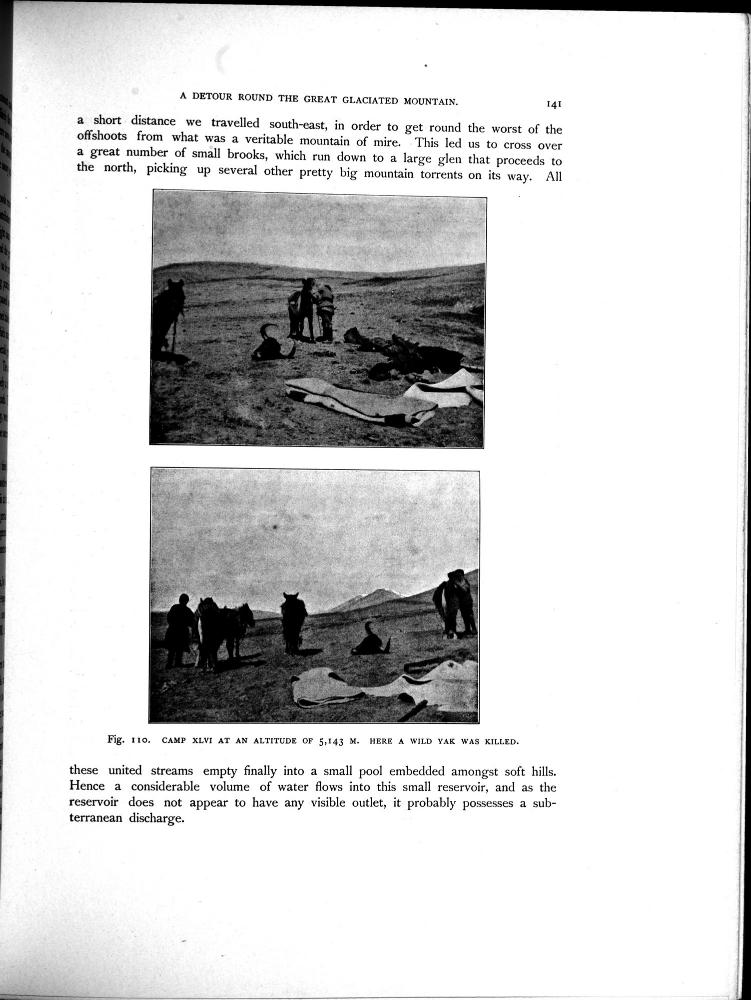 A DETOUR ROUND THE GREAT GLACIATED MOUNTAIN. 141
a short distance we travelled south-east, in order to get round the worst of the
offshoots from what was a veritable mountain of mire. This led us to cross over
a great number of small brooks, which run down to a large glen that proceeds to
the north, picking up several other pretty big mountain torrents on its way. All
Fig. 110. CAMP XLVI AT AN ALTITUDE OF 5,143 M. HERE A WILD YAK WAS KILLED.
these united streams empty finally into a small pool embedded amongst soft hills.
Hence a considerable volume of water flows into this small reservoir, and as the
reservoir does not appear to have any visible outlet, it probably possesses a sub-
terranean discharge.